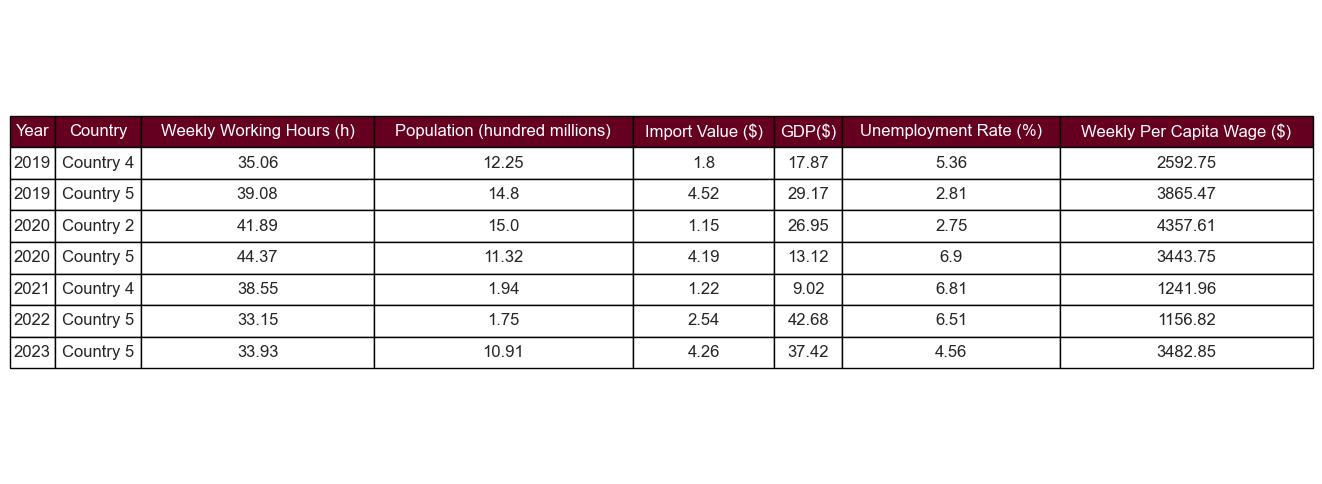 Year Country Weekly Working Hours (h) Population (hundred millions) Import Value ($) GDP($) Unemployment Rate (%) Weekly Per Capita Wage ($)
2019 Country 4 35.06 12.25 1.8 17.87 5.36 2592.75
2019 Country 5 39.08 14.8 4.52 29.17 2.81 3865.47
2020 Country 2 41.89 15.0 1.15 26.95 2.75 4357.61
2020 Country 5 44.37 11.32 4.19 13.12 6.9 3443.75
2021 Country 4 38.55 1.94 1.22 9.02 6.81 1241.96
2022 Country 5 33.15 1.75 2.54 42.68 6.51 1156.82
2023 Country 5 33.93 10.91 4.26 37.42 4.56 3482.85